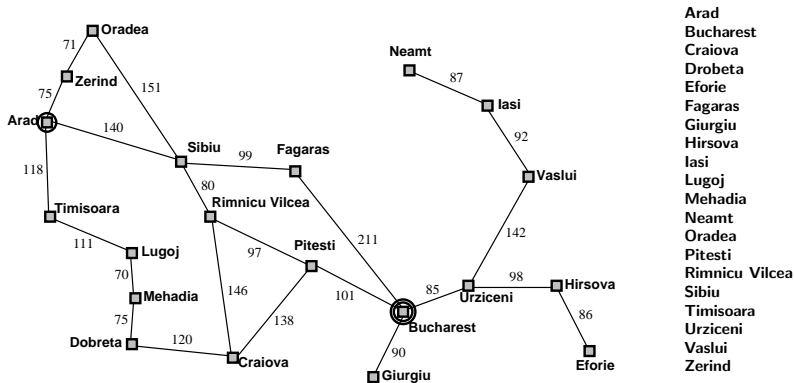 Oradea
71
Neamt
87
Zerind
151
75
Iasi
Arad
140
92
Sibiu
Fagaras
99
118
Vaslui
80
Timisoara
Rimnicu Vilcea
111
142
211
Lugoj
97
Pitesti
70
98
Hirsova
146
85
Mehadia
101
Urziceni
86
75
138
Bucharest
Dobreta
120
90
Craiova
Eforie
Giurgiu
Arad
Bucharest
Craiova
Drobeta
Eforie
Fagaras
Giurgiu
Hirsova
Iasi
Lugoj
Mehadia
Neamt
Oradea
Pitesti
Rimnicu Vilcea
Sibiu
Timisoara
Urziceni
Vaslui
Zerind